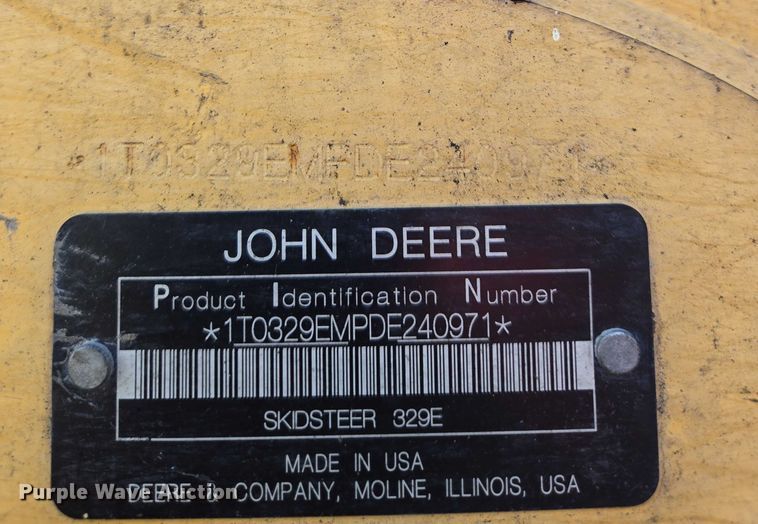 1T0329EMPDE240971
JOHN DEERE
Product Identification Number
*1T0329EMPDE240971*
SKIDSTEER 329E
MADE IN USA
DEERE & COMPANY, MOLINE, ILLINOIS, USA
Purple Wave Auction